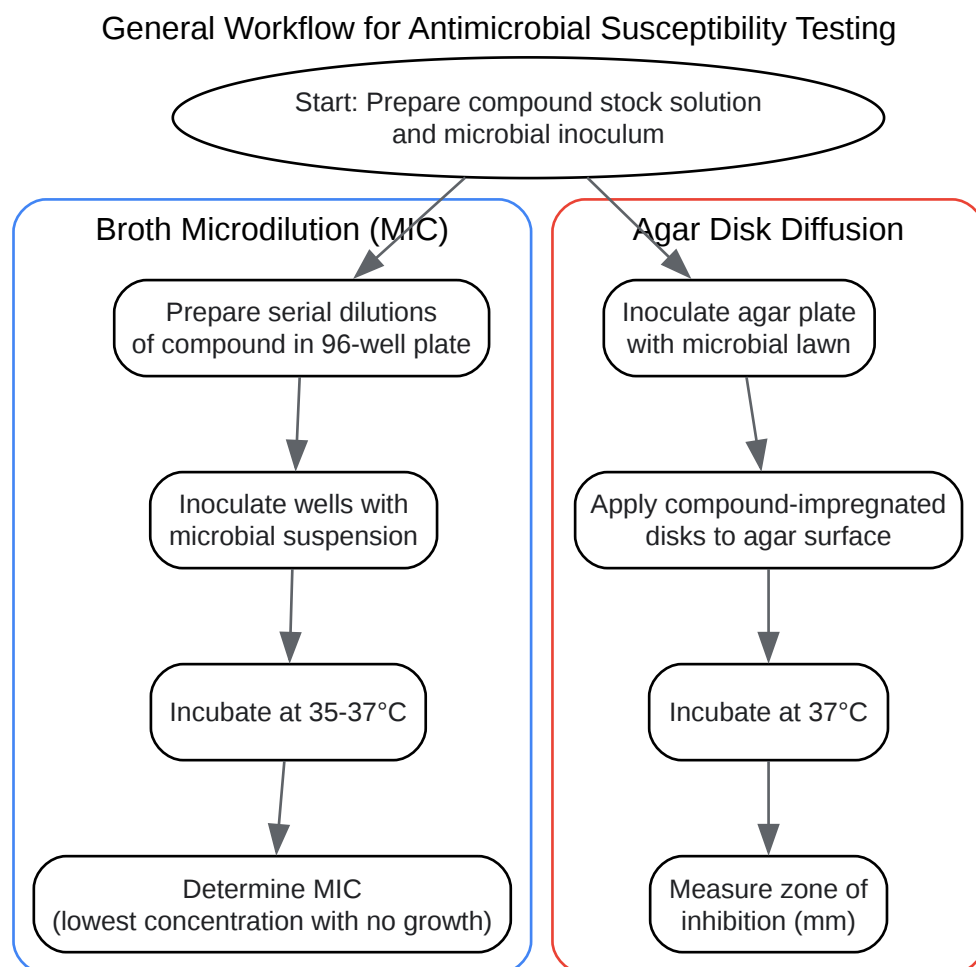 General Workflow for Antimicrobial Susceptibility Testing
Start: Prepare compound stock solution
and microbial inoculum
Broth Microdilution (MIC)
Prepare serial dilutions
of compound in 96-well plate
Inoculate wells with
microbial suspension
Incubate at 35-37°C
Determine MIC
(lowest concentration with no growth)
Agar Disk Diffusion
Inoculate agar plate
with microbial lawn
Apply compound-impregnated
disks to agar surface
Incubate at 37°C
Measure zone of
inhibition (mm)